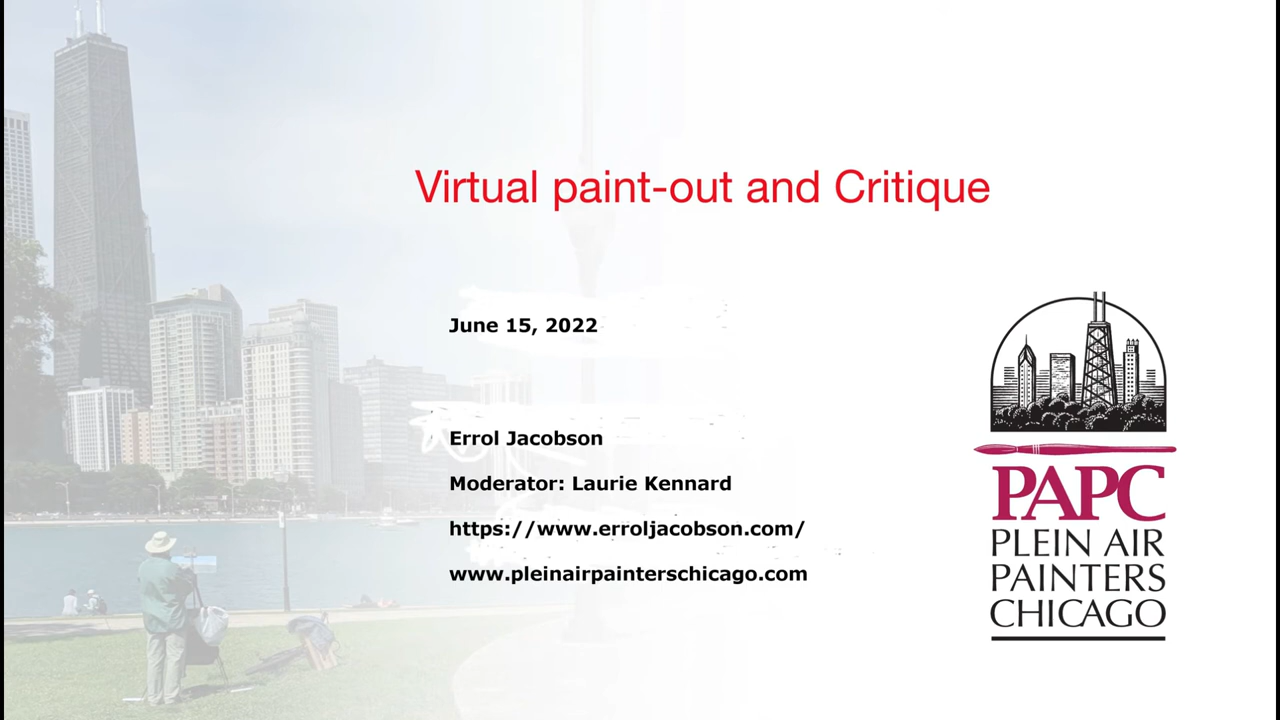 Virtual paint-out and Critique
June 15, 2022
Errol Jacobson
Moderator: Laurie Kennard
https://www.erroljacobson.com/
www.pleinairpainterschicago.com
PAPC
PLEIN AIR
PAINTERS
CHICAGO